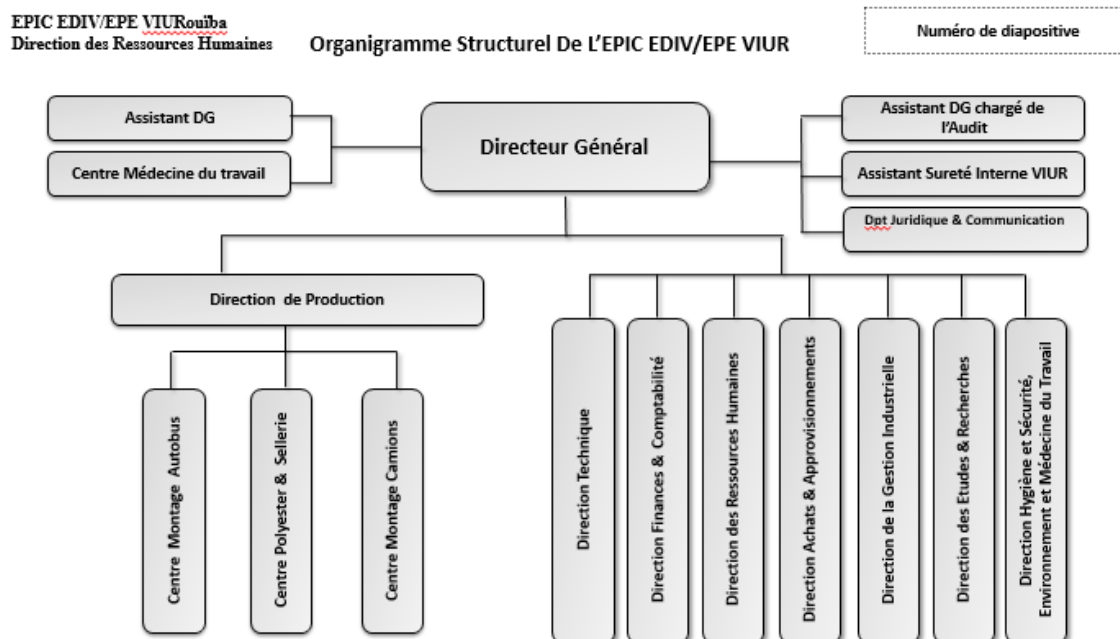 EPIC EDIV/EPE VIURouïba
Direction des Ressources Humaines
Organigramme Structurel De L’EPIC EDIV/EPE VIUR
Numéro de diapositive
Assistant DG
Centre Médecine du travail
Directeur Général
Assistant DG chargé de
l’Audit
Assistant Sureté Interne VIUR
Dpt Juridique & Communication
Direction de Production
Centre Montage Autobus
Centre Polyester & Sellerie
Centre Montage Camions
Direction Technique
Direction Finances & Comptabilité
Direction des Ressources Humaines
Direction Achats & Approvisionnements
Direction de la Gestion Industrielle
Direction des Etudes & Recherches
Direction Hygiène et Sécurité,
Environnement et Médecine du Travail